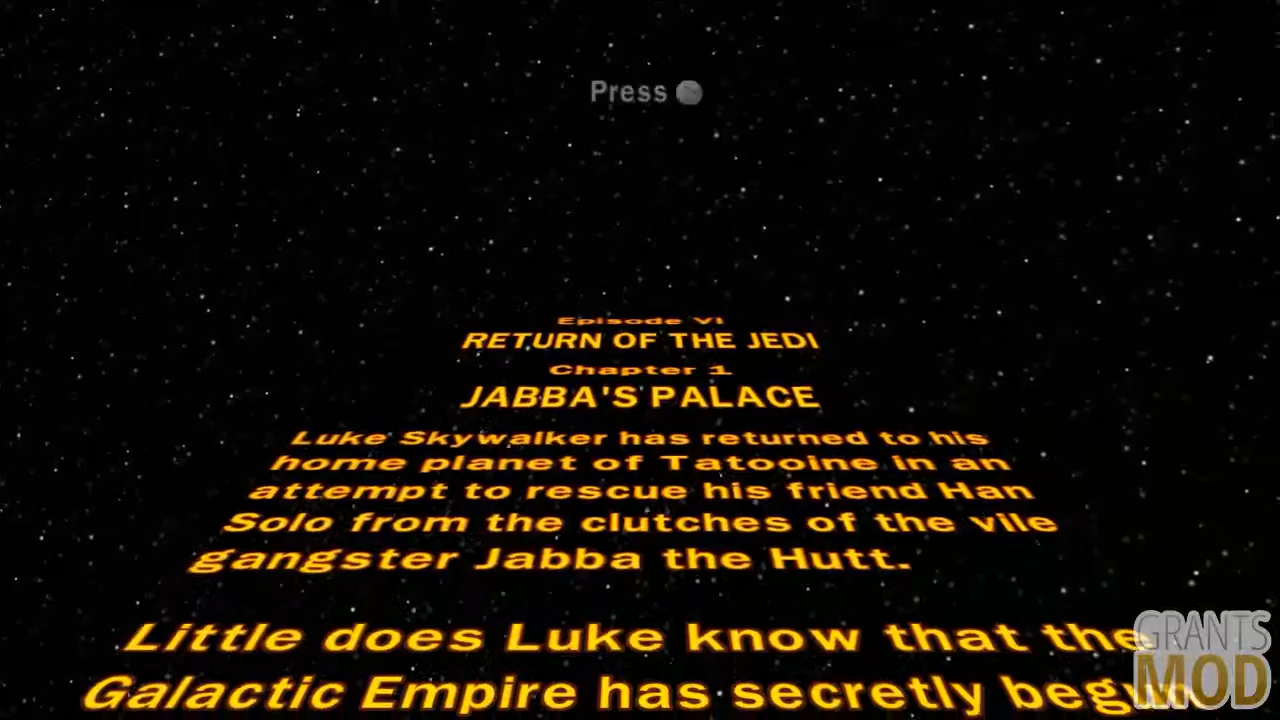 Press
Episode VI
RETURN OF THE JEDI
Chapter 1
JABBA'S PALACE
Luke Skywalker has returned to his
home planet of Tatooine in an
attempt to rescue his friend Han
Solo from the clutches of the vile
gangster Jabba the Hutt.
Little does Luke know that the
Galactic Empire has secretly begun
GRANTS
MOD